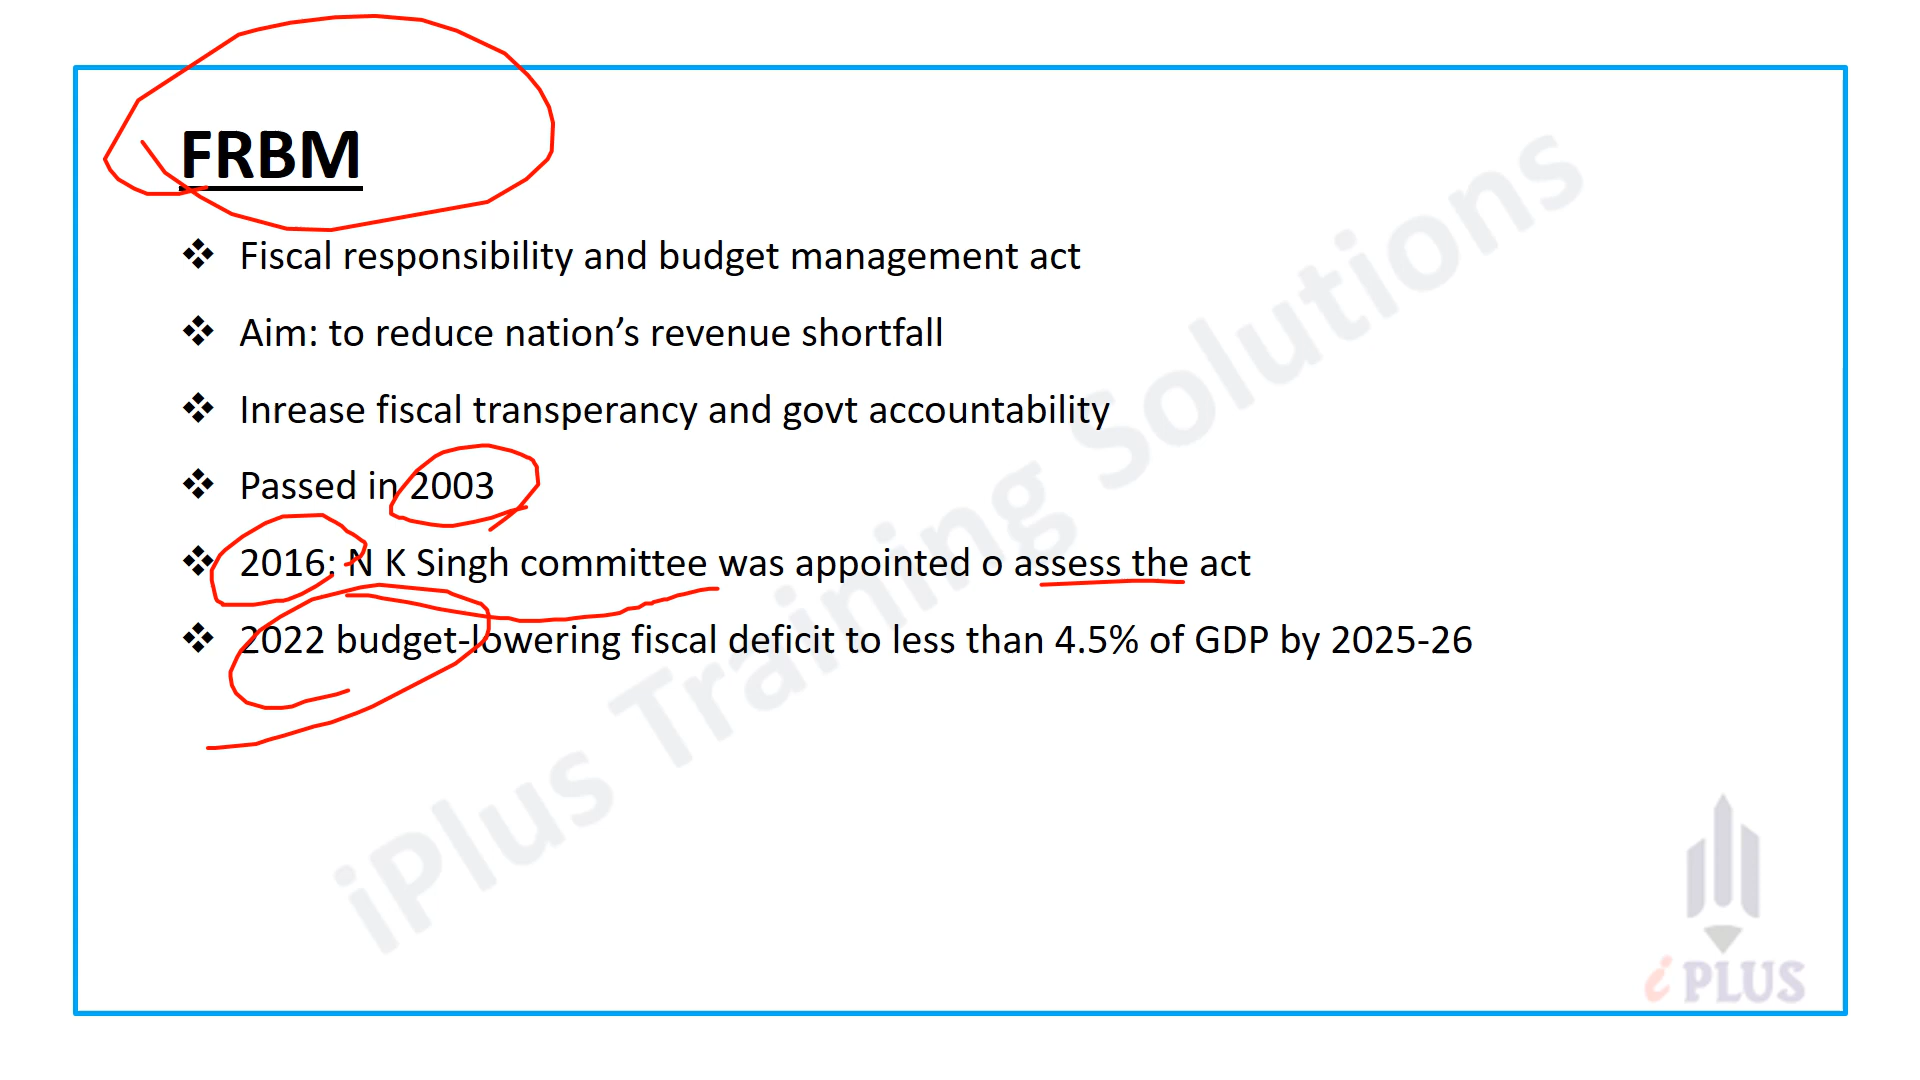 FRBM
❖ Fiscal responsibility and budget management act
❖ Aim: to reduce nation’s revenue shortfall
❖ Inrease fiscal transperancy and govt accountability
❖ Passed in 2003
❖ 2016: N K Singh committee was appointed o assess the act
❖ 2022 budget-lowering fiscal deficit to less than 4.5% of GDP by 2025-26
iPlus Training Solutions
i PLUS